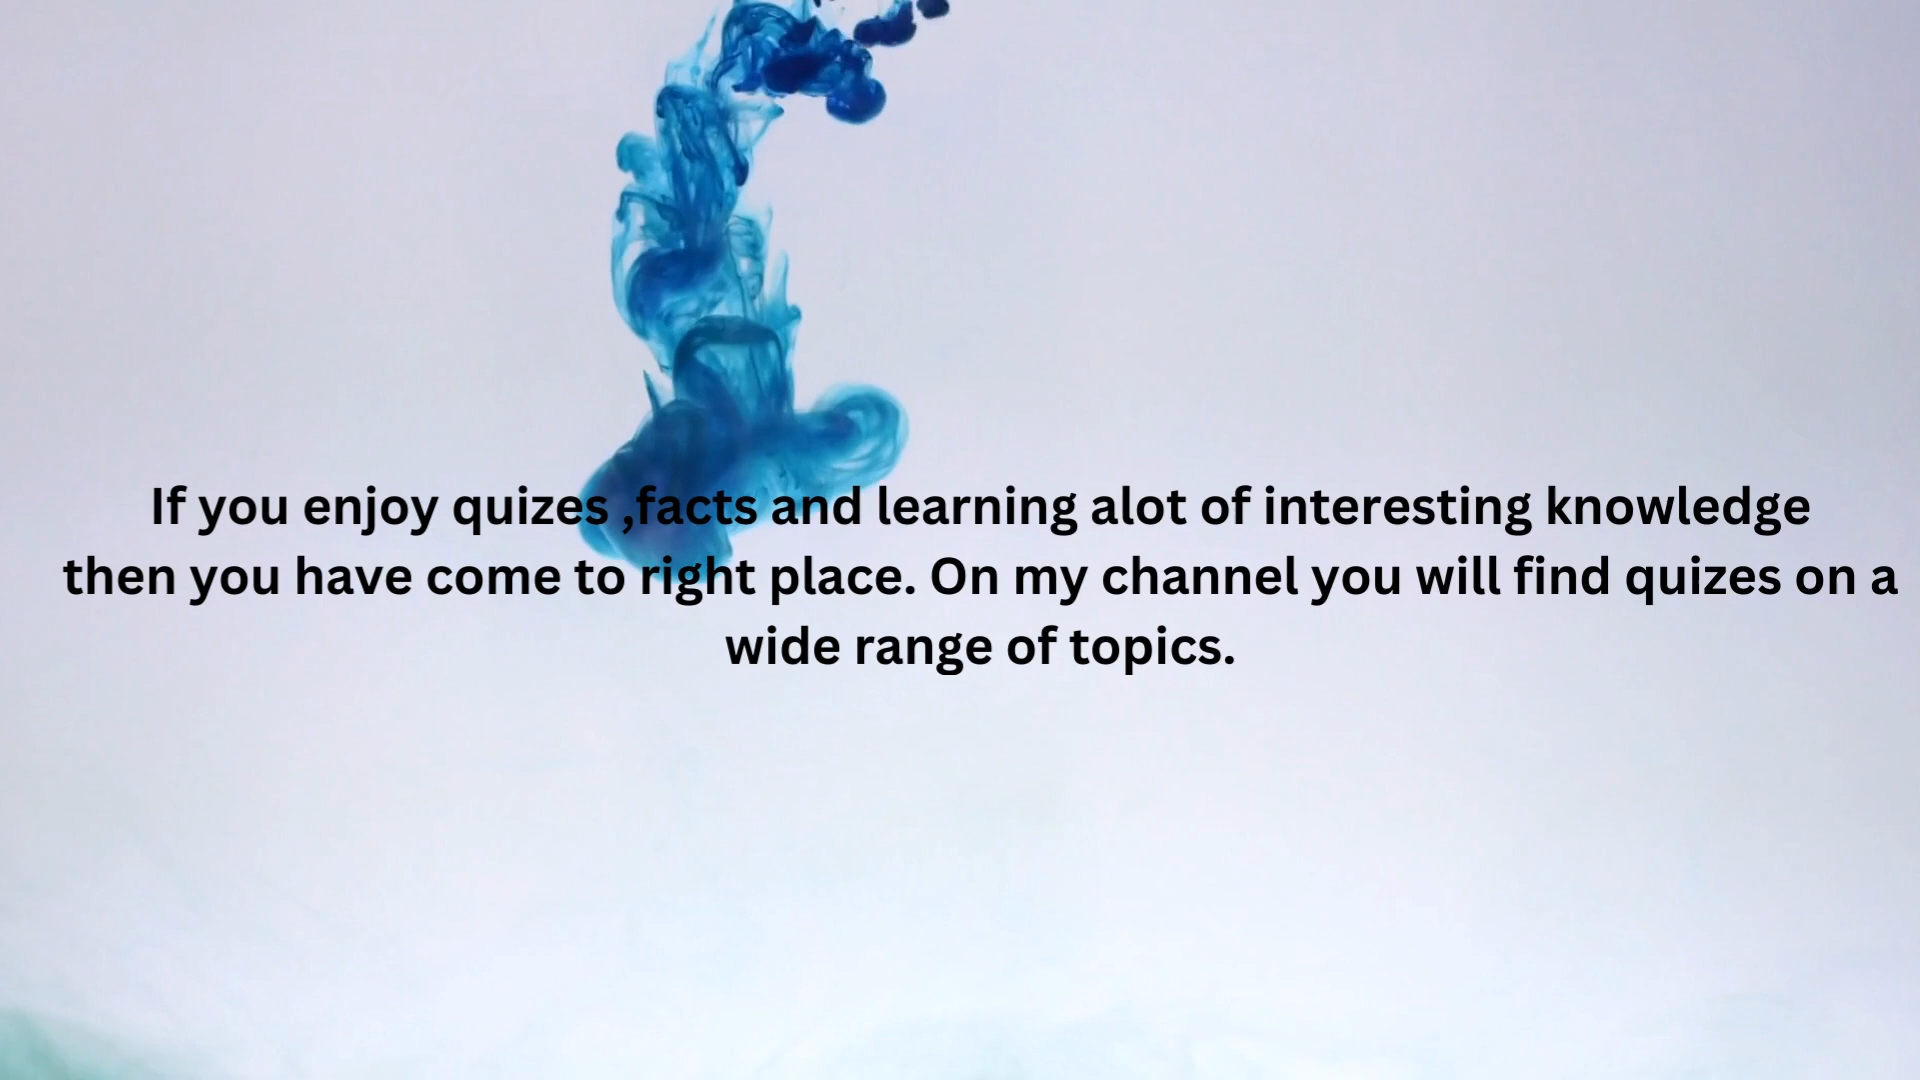 If you enjoy quizes ,facts and learning alot of interesting knowledge
then you have come to right place. On my channel you will find quizes on a
wide range of topics.